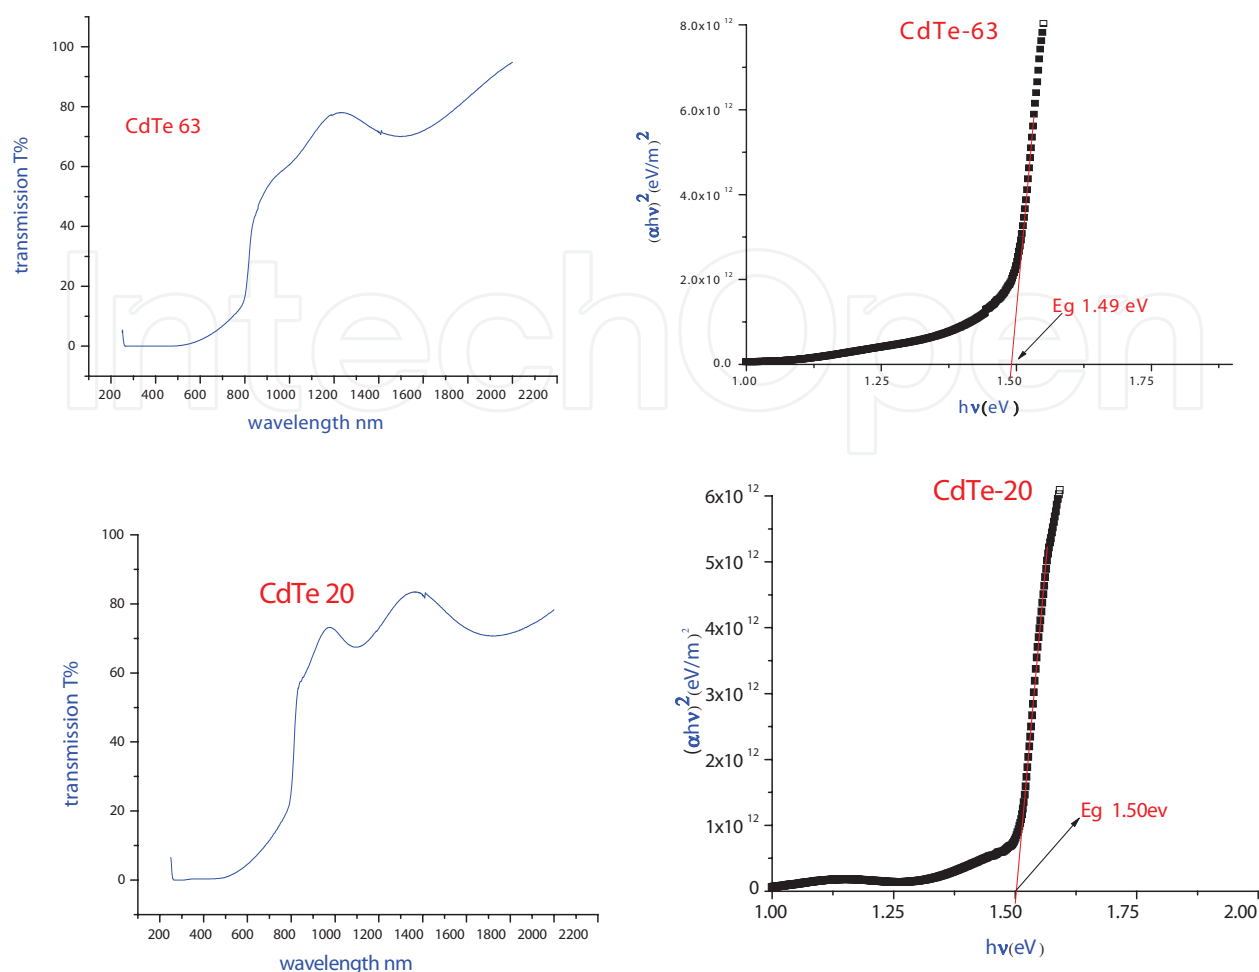 100
80
60
40
20
0
transmission T%
CdTe 63
200 400 600 800 1000 1200 1400 1600 1800 2000 2200
wavelength nm
CdTe-63
8.0x10 12
6.0x10 12
4.0x10 12
2.0x10 12
0.0
(αhν)2(eV/m)2
Eg 1.49 eV
1.00 1.25 1.50 1.75
hν(eV)
IntechOpen
100
80
60
40
20
0
transmission T%
CdTe 20
200 400 600 800 1000 1200 1400 1600 1800 2000 2200
wavelength nm
CdTe-20
6x10 12
5x10 12
4x10 12
3x10 12
2x10 12
1x10 12
0
(αhν)2(eV/m)2
Eg 1.50ev
1.00 1.25 1.50 1.75 2.00
hν(eV)